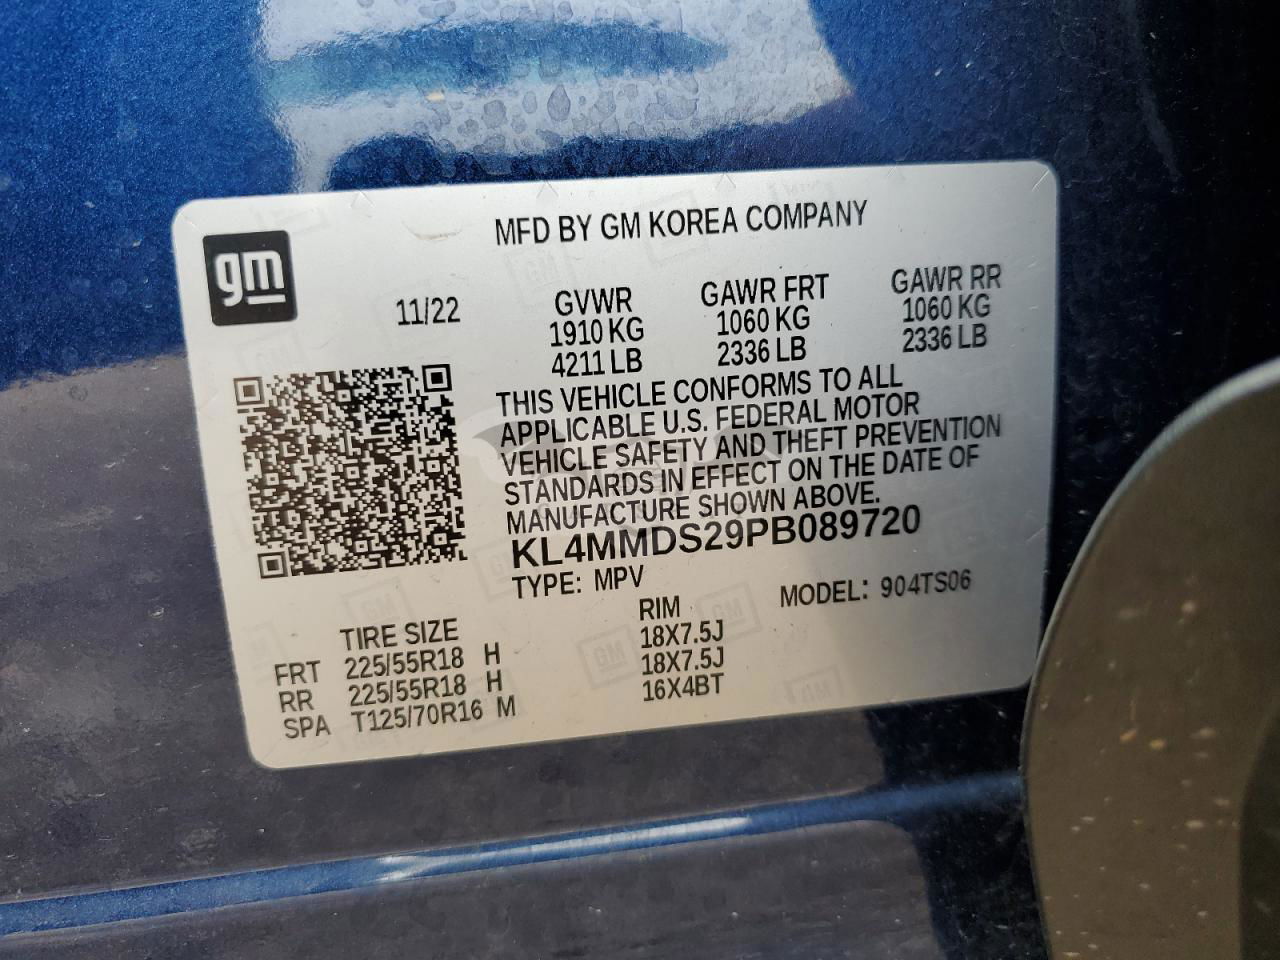 MFD BY GM KOREA COMPANY
gm
11/22
GVWR GAWR FRT GAWR RR
1910 KG 1060 KG 1060 KG
4211 LB 2336 LB 2336 LB
THIS VEHICLE CONFORMS TO ALL
APPLICABLE U.S. FEDERAL MOTOR
VEHICLE SAFETY AND THEFT PREVENTION
STANDARDS IN EFFECT ON THE DATE OF
MANUFACTURE SHOWN ABOVE.
KL4MMDS29PB089720
TYPE: MPV MODEL: 904TS06
TIRE SIZE RIM
FRT 225/55R18 H 18X7.5J
RR 225/55R18 H 18X7.5J
SPA T125/70R16 M 16X4BT